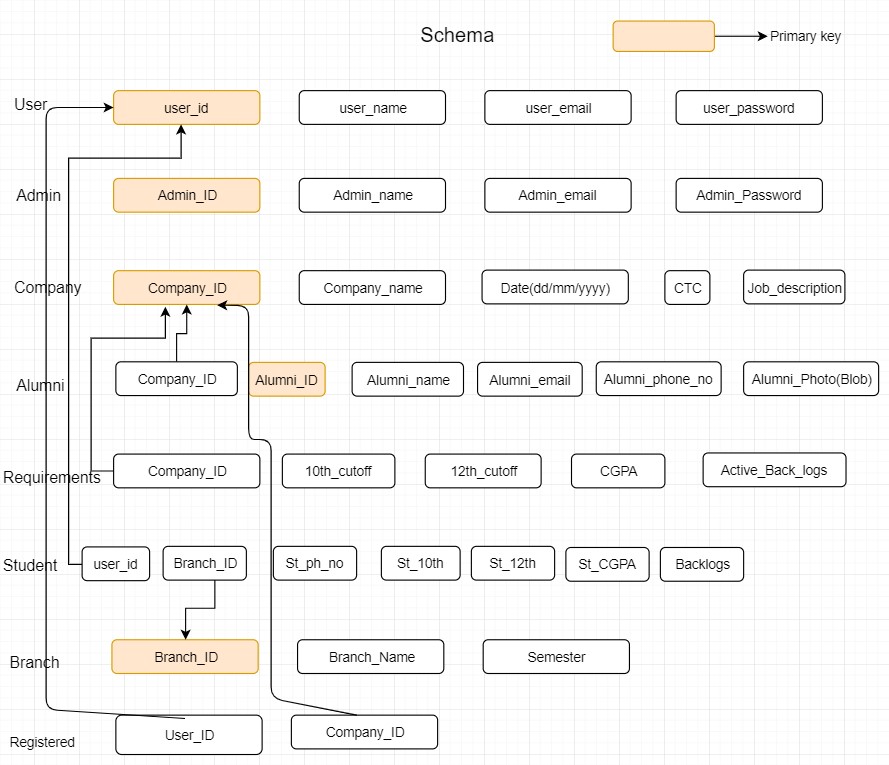 Schema
Primary key
User
user_id
user_name
user_email
user_password
Admin
Admin_ID
Admin_name
Admin_email
Admin_Password
Company
Company_ID
Company_name
Date(dd/mm/yyyy)
CTC
Job_description
Alumni
Company_ID
Alumni_ID
Alumni_name
Alumni_email
Alumni_phone_no
Alumni_Photo(Blob)
Requirements
Company_ID
10th_cutoff
12th_cutoff
CGPA
Active_Back_logs
Student
user_id
Branch_ID
St_ph_no
St_10th
St_12th
St_CGPA
Backlogs
Branch
Branch_ID
Branch_Name
Semester
Registered
User_ID
Company_ID